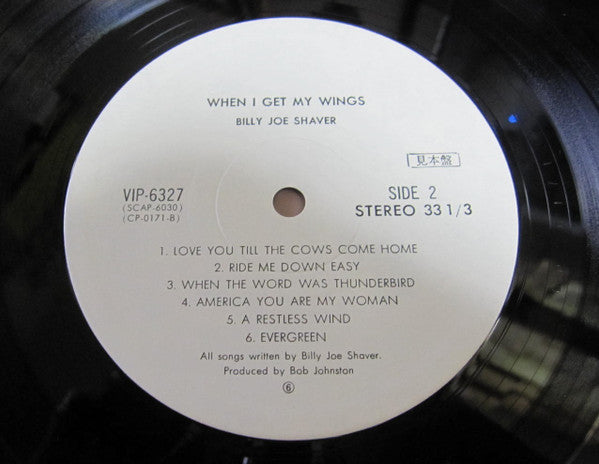 WHEN I GET MY WINGS
BILLY JOE SHAVER
見本盤
VIP-6327
(SCAP-6030)
(CP-0171-B)
SIDE 2
STEREO 33 1/3
1. LOVE YOU TILL THE COWS COME HOME
2. RIDE ME DOWN EASY
3. WHEN THE WORD WAS THUNDERBIRD
4. AMERICA YOU ARE MY WOMAN
5. A RESTLESS WIND
6. EVERGREEN
All songs written by Billy Joe Shaver.
Produced by Bob Johnston
⑥